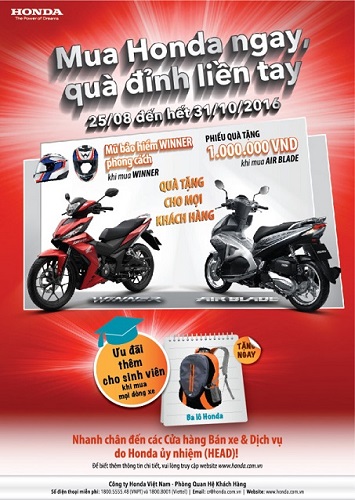 HONDA
The Power of Dreams
Mua Honda ngay,
quà đỉnh liền tay
25/08 đến hết 31/10/2016
Mũ bảo hiểm WINNER
phong cách
khi mua WINNER
PHIẾU QUÀ TẶNG
1.000.000 VND
khi mua AIR BLADE
QUÀ TẶNG
CHO MỌI
KHÁCH HÀNG
WINNER
AIR BLADE
Ưu đãi
thêm
cho sinh viên
khi mua
mọi dòng xe
TẶNG
NGAY
Ba lô Honda
Nhanh chân đến các Cửa hàng Bán xe & Dịch vụ
do Honda ủy nhiệm (HEAD)!
Để biết thêm thông tin chi tiết, vui lòng truy cập website www.honda.com.vn
Công ty Honda Việt Nam - Phòng Quan Hệ Khách Hàng
Số điện thoại miễn phí: 1800.5555.48 (VNPT) và 1800.8001 (Viettel) | Email: cr@honda.com.vn | Website: www.honda.com.vn